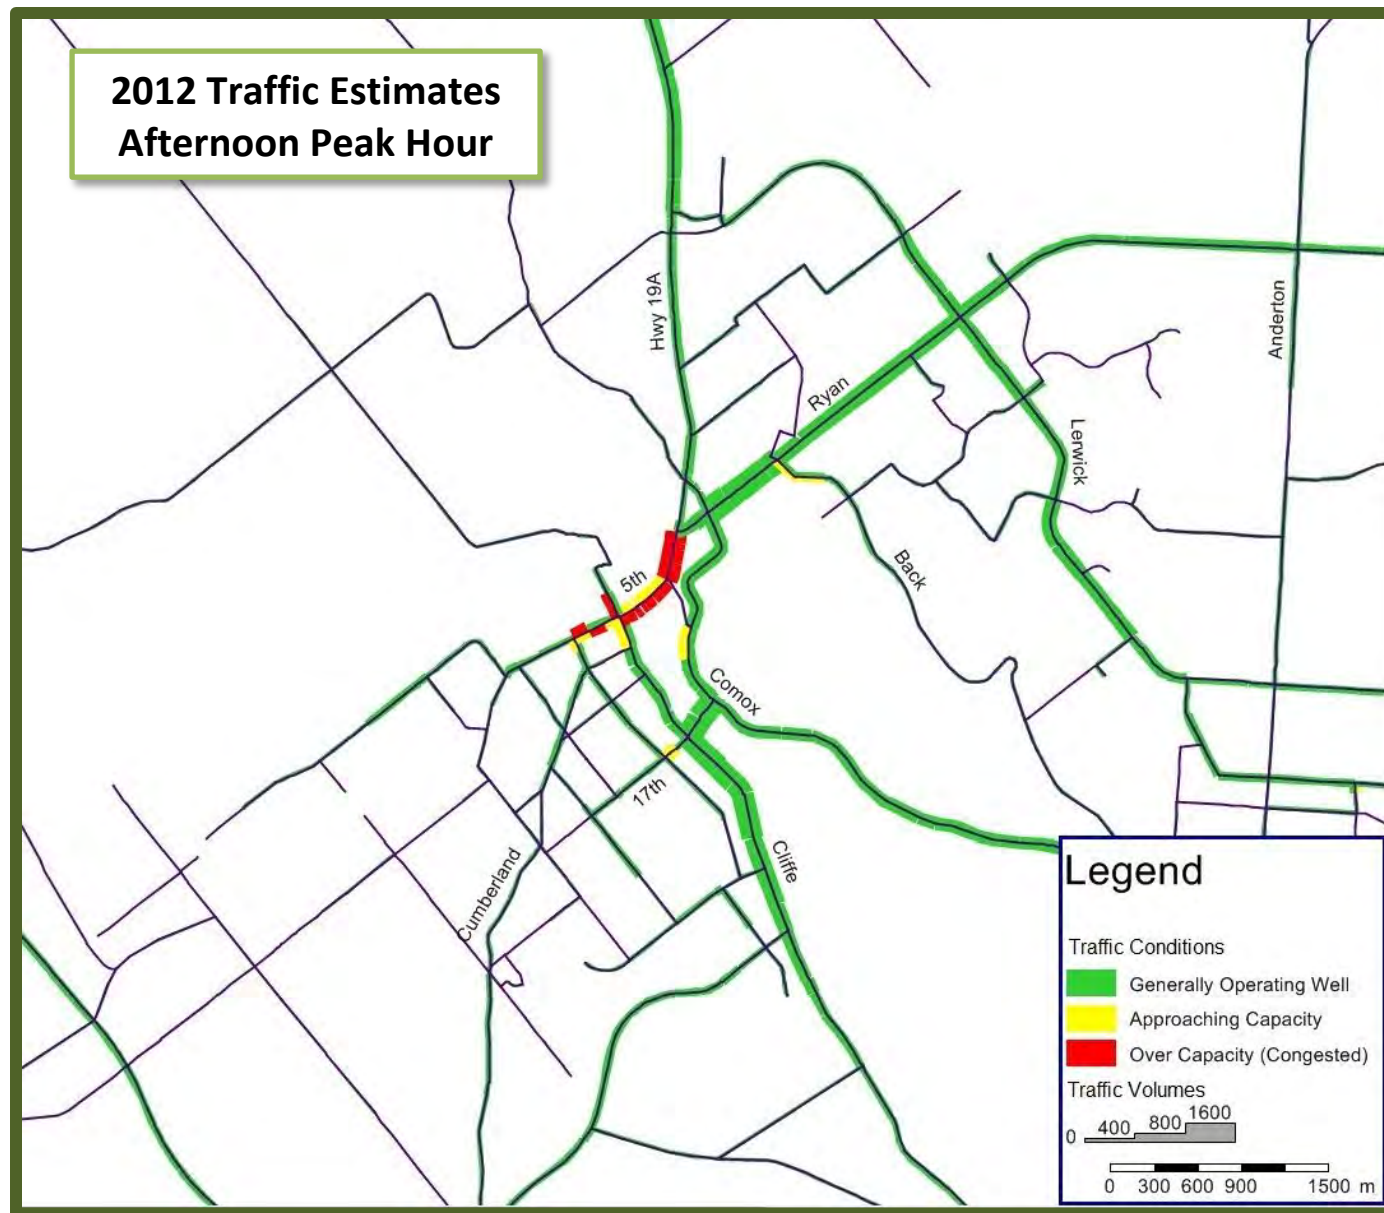 2012 Traffic Estimates
Afternoon Peak Hour
Hwy 19A
Anderton
Ryan
Lerwick
5th
Back
Comox
17th
Cliffe
Cumberland
Legend
Traffic Conditions
Generally Operating Well
Approaching Capacity
Over Capacity (Congested)
Traffic Volumes
0 400 800 1600
0 300 600 900 1500 m